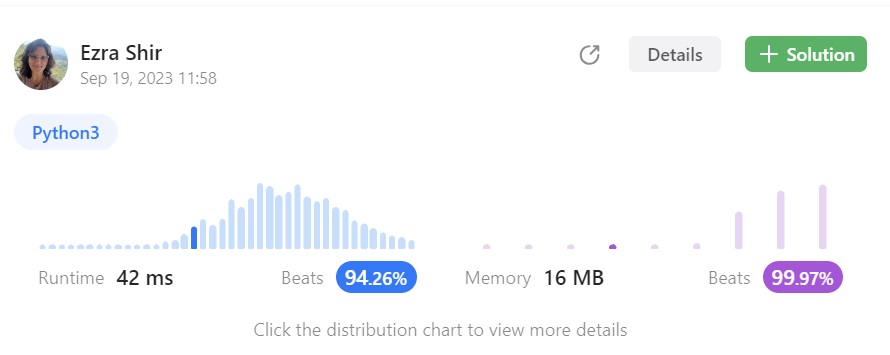 Ezra Shir
Sep 19, 2023 11:58
Details
+ Solution
Python3
Runtime 42 ms Beats 94.26% Memory 16 MB Beats 99.97%
Click the distribution chart to view more details